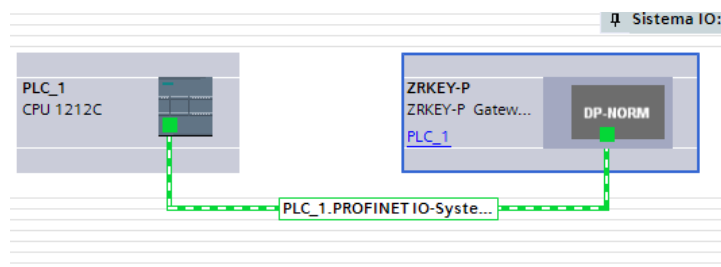 Sistema IO:
PLC_1
CPU 1212C
ZRKEY-P
ZRKEY-P Gatew...
DP-NORM
PLC_1
PLC_1.PROFINET IO-Syste...